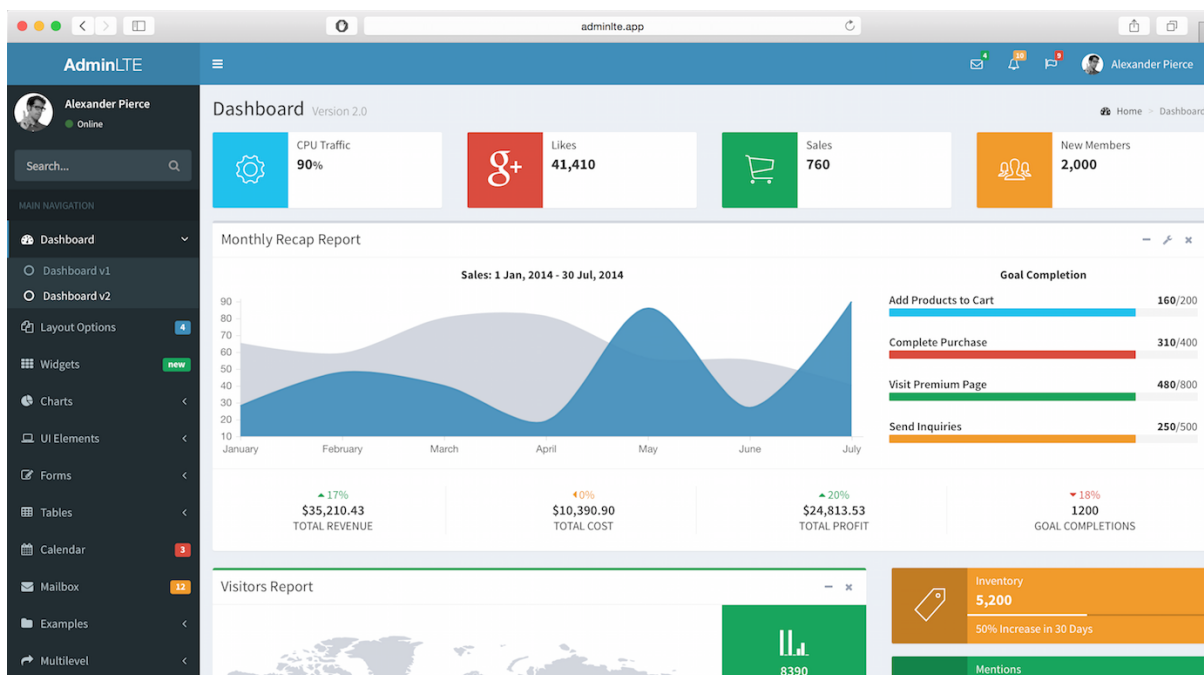 adminlte.app
AdminLTE
4
10
9
Alexander Pierce
Alexander Pierce
Online
Search...
MAIN NAVIGATION
Dashboard
Dashboard v1
Dashboard v2
Layout Options 4
Widgets new
Charts
UI Elements
Forms
Tables
Calendar 3
Mailbox 12
Examples
Multilevel
Dashboard Version 2.0
Home > Dashboard
CPU Traffic
90%
g+
Likes
41,410
Sales
760
New Members
2,000
Monthly Recap Report
Sales: 1 Jan, 2014 - 30 Jul, 2014
90
80
70
60
50
40
30
20
10
January February March April May June July
Goal Completion
Add Products to Cart 160/200
Complete Purchase 310/400
Visit Premium Page 480/800
Send Inquiries 250/500
17%
$35,210.43
TOTAL REVENUE
0%
$10,390.90
TOTAL COST
20%
$24,813.53
TOTAL PROFIT
18%
1200
GOAL COMPLETIONS
Visitors Report
8390
Inventory
5,200
50% Increase in 30 Days
Mentions